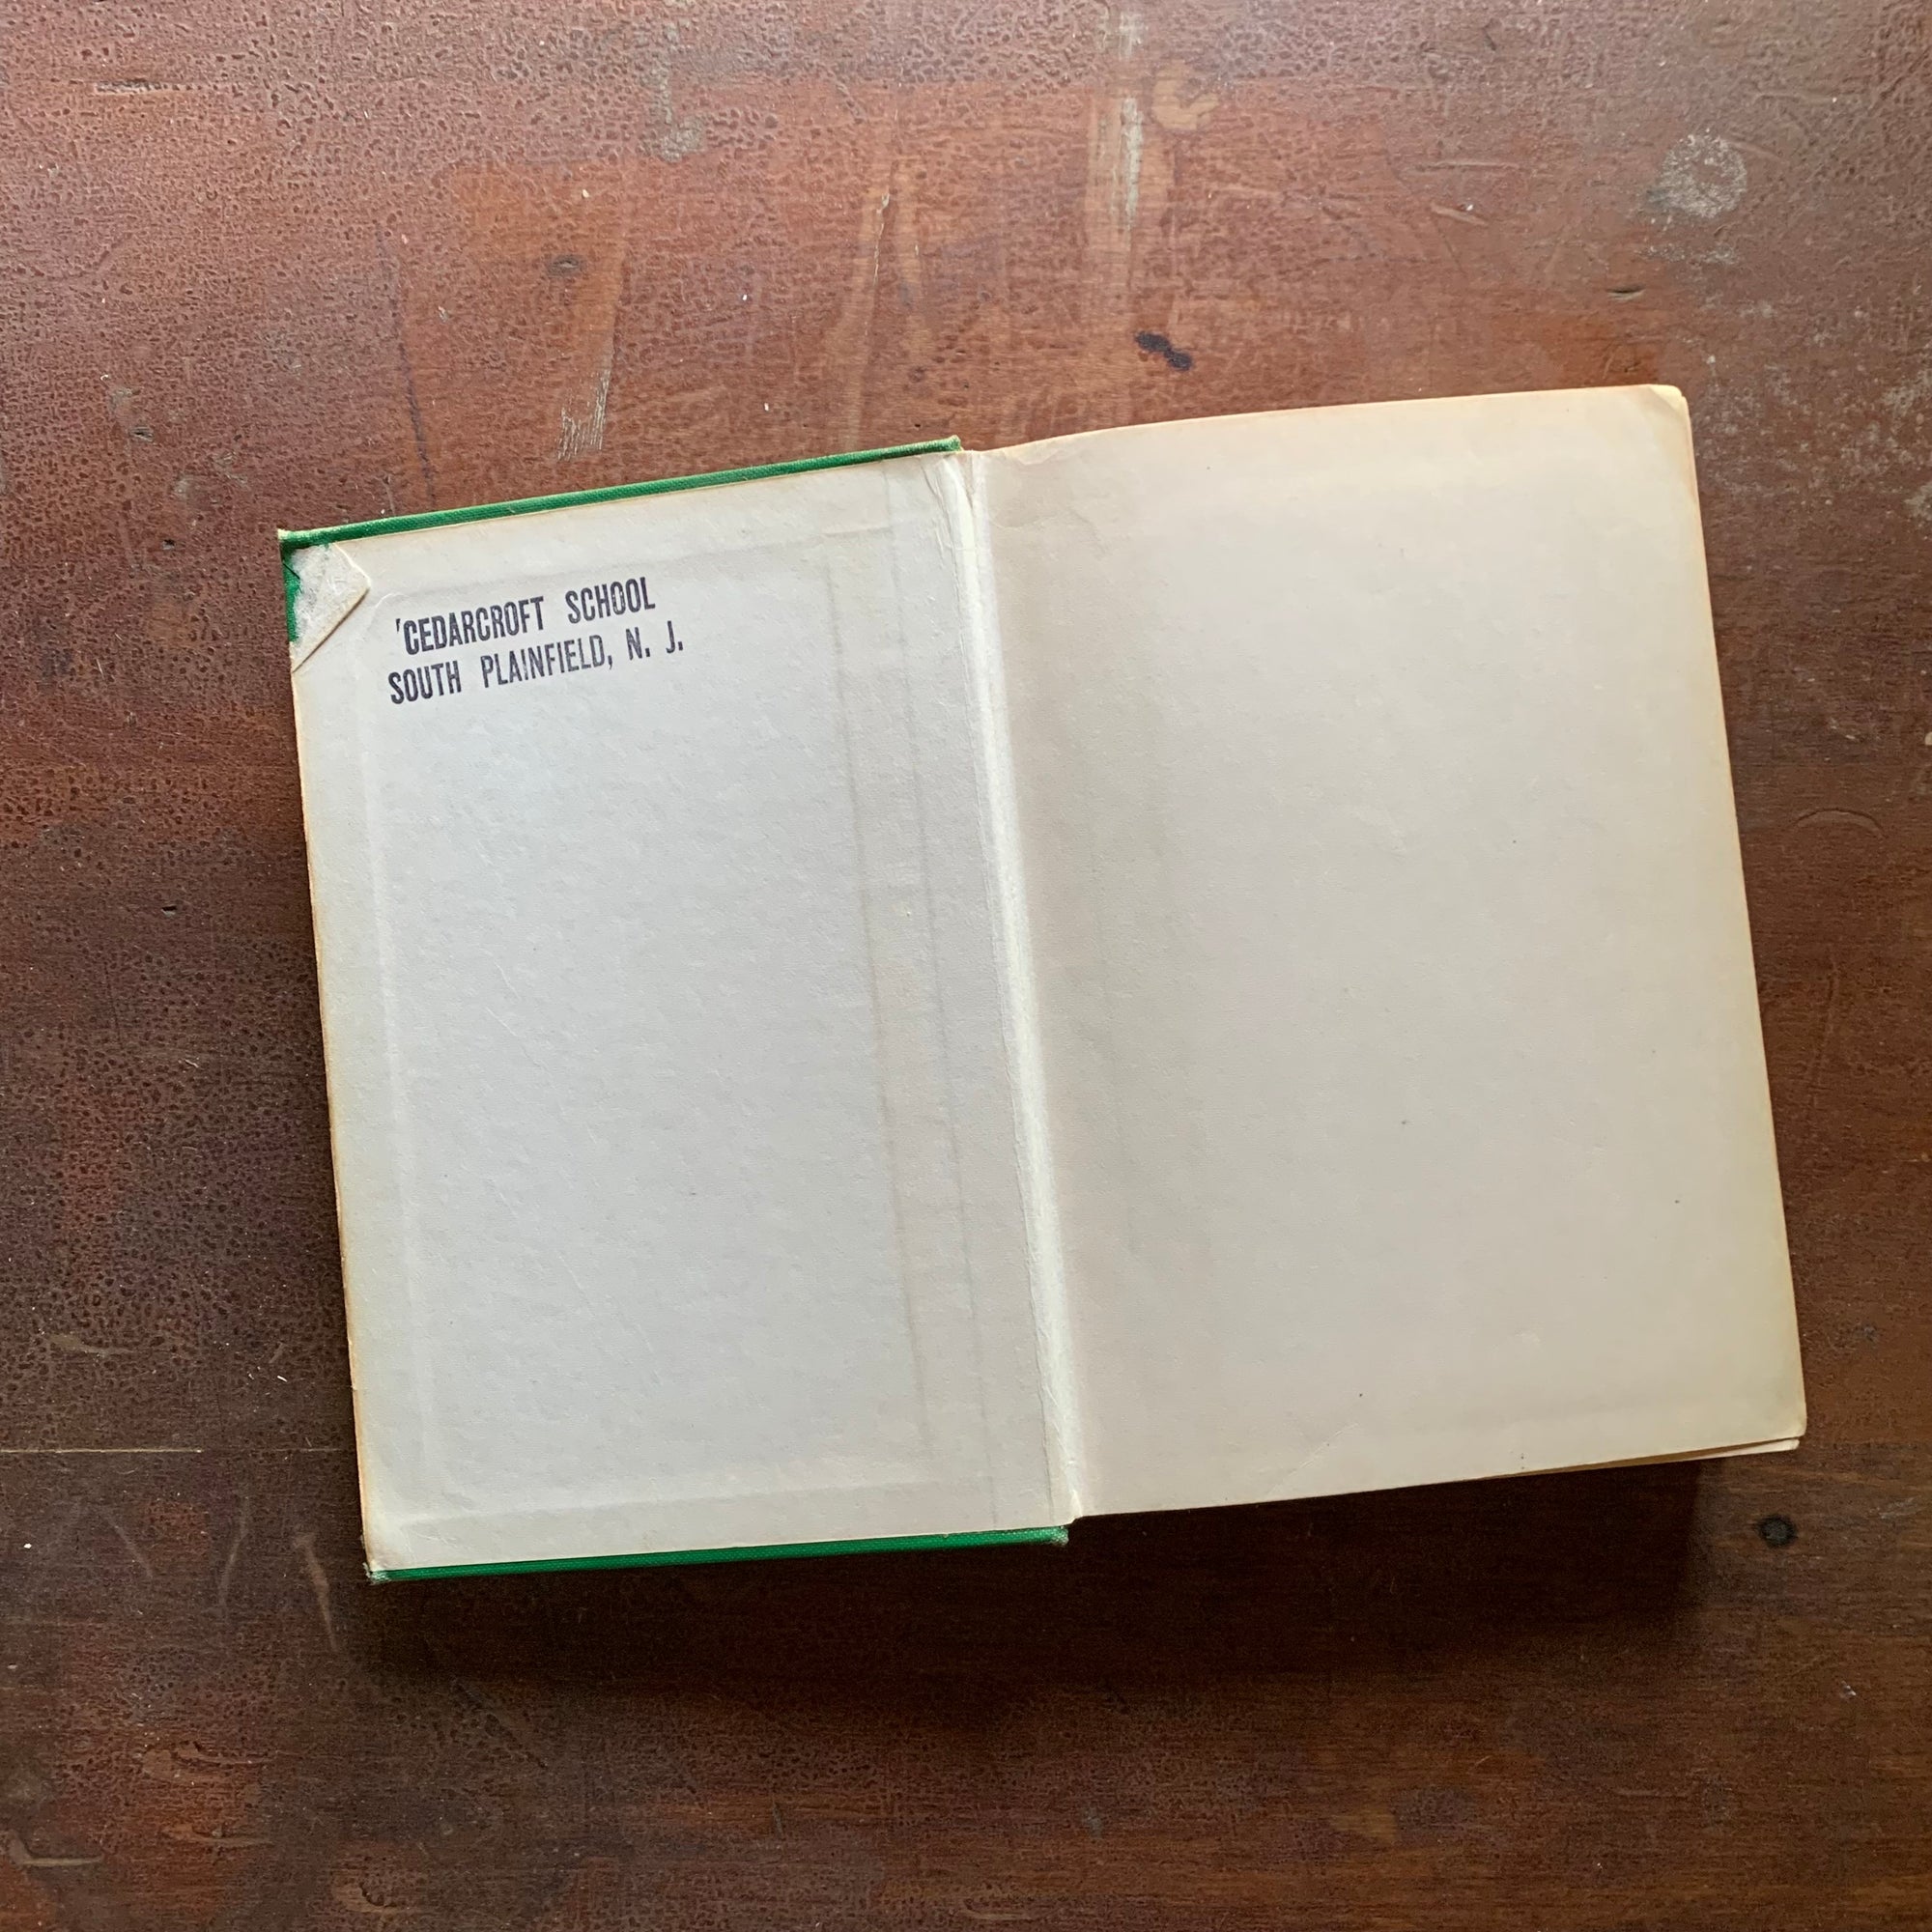 CEDARCROFT SCHOOL
SOUTH PLAINFIELD, N. J.